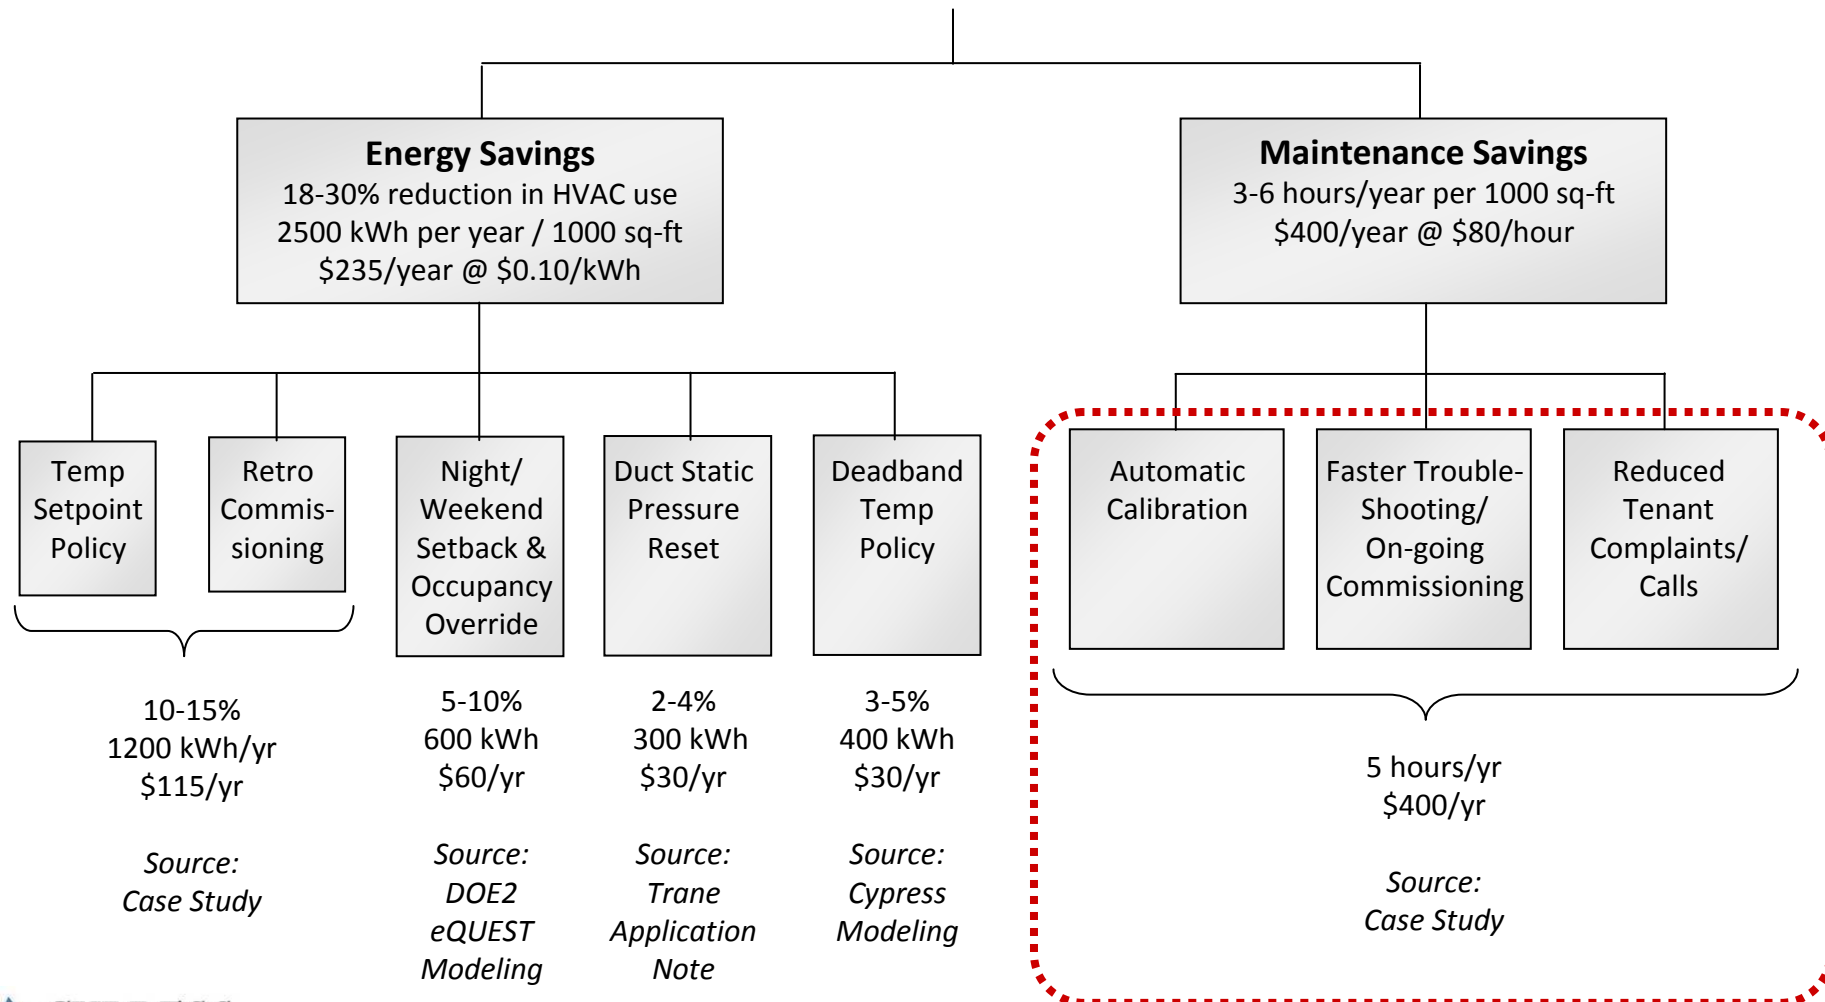 Energy Savings
18-30% reduction in HVAC use
2500 kWh per year / 1000 sq-ft
$235/year @ $0.10/kWh
Maintenance Savings
3-6 hours/year per 1000 sq-ft
$400/year @ $80/hour
Temp
Setpoint
Policy
Retro
Commis-
sioning
Night/
Weekend
Setback &
Occupancy
Override
Duct Static
Pressure
Reset
Deadband
Temp
Policy
Automatic
Calibration
Faster Trouble-
Shooting/
On-going
Commissioning
Reduced
Tenant
Complaints/
Calls
10-15%
1200 kWh/yr
$115/yr
Source:
Case Study
5-10%
600 kWh
$60/yr
Source:
DOE2
eQUEST
Modeling
2-4%
300 kWh
$30/yr
Source:
Trane
Application
Note
3-5%
400 kWh
$30/yr
Source:
Cypress
Modeling
5 hours/yr
$400/yr
Source:
Case Study